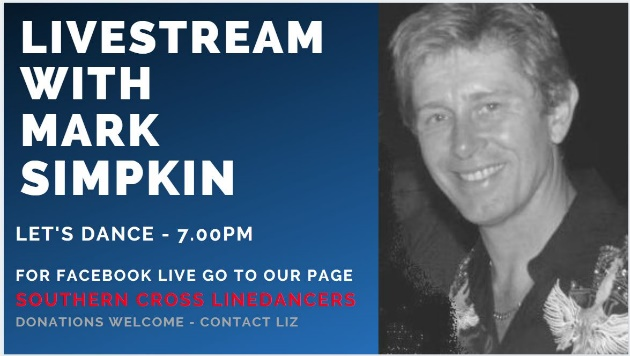 LIVESTREAM
WITH
MARK
SIMPKIN
LET'S DANCE - 7.00PM
FOR FACEBOOK LIVE GO TO OUR PAGE
SOUTHERN CROSS LINEDANCERS
DONATIONS WELCOME - CONTACT LIZ